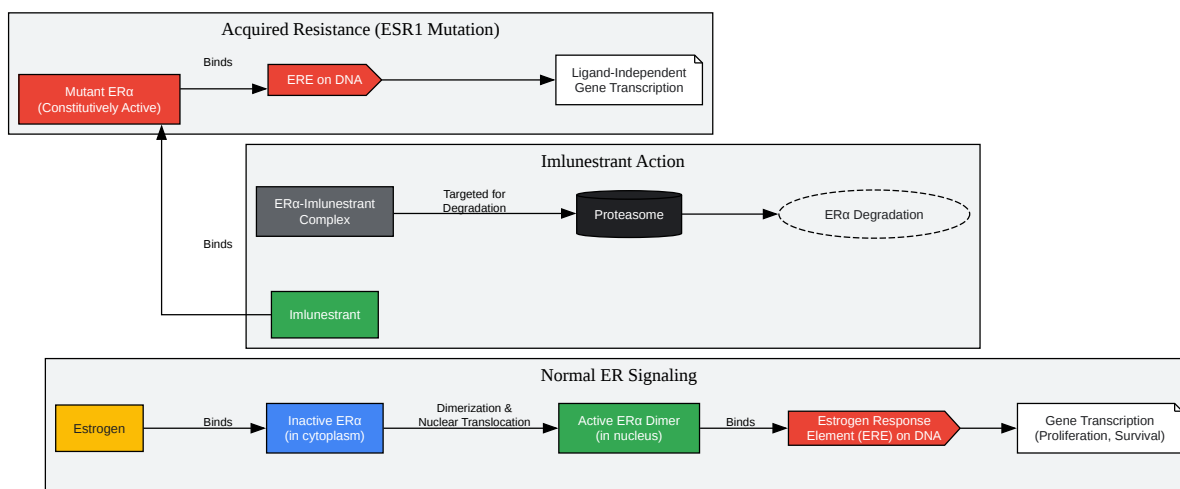 Acquired Resistance (ESR1 Mutation)
Mutant ERα
(Constitutively Active)
Binds
ERE on DNA
Ligand-Independent
Gene Transcription
Imlunestrant Action
ERα-Imlunestrant
Complex
Targeted for
Degradation
Proteasome
ERα Degradation
Binds
Imlunestrant
Normal ER Signaling
Estrogen
Binds
Inactive ERα
(in cytoplasm)
Dimerization &
Nuclear Translocation
Active ERα Dimer
(in nucleus)
Binds
Estrogen Response
Element (ERE) on DNA
Gene Transcription
(Proliferation, Survival)